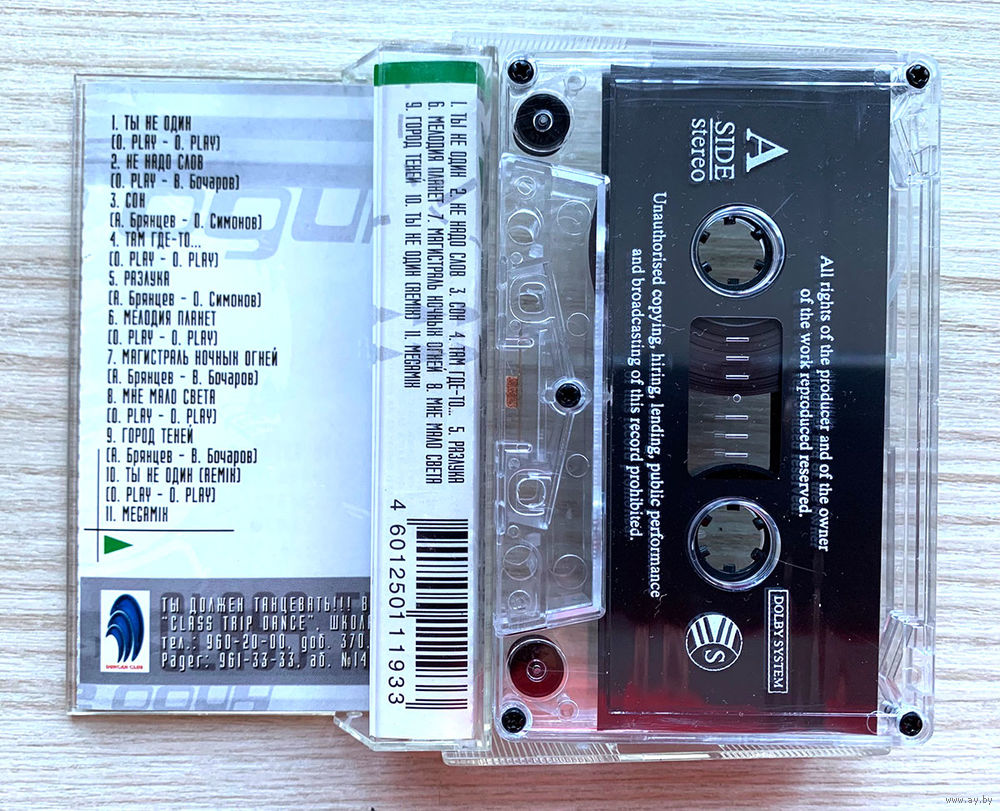 1. ТЫ НЕ ОДИН
(O. PLAY - O. PLAY)
2. НЕ НАДО СЛОВ
(O. PLAY - В. Бочаров)
3. СОН
(А. Брянцев - О. Симонов)
4. ТАМ ГДЕ-ТО...
(O. PLAY - O. PLAY)
5. РАЗЛУКА
(А. Брянцев - О. Симонов)
6. МЕЛОДИЯ ПЛАНЕТ
(O. PLAY - O. PLAY)
7. МАГИСТРАЛЬ НОЧНЫХ ОГНЕЙ
(А. Брянцев - В. Бочаров)
8. МНЕ МАЛО СВЕТА
(O. PLAY - O. PLAY)
9. ГОРОД ТЕНЕЙ
(А. Брянцев - В. Бочаров)
10. ТЫ НЕ ОДИН (REMIX)
(O. PLAY - O. PLAY)
11. MEGAMIX
ТЫ ДОЛЖЕН ТАНЦЕВАТЬ!!! В
"CLASS TRIP DANCE". ШКОЛА
тел.: 960-20-00, доб. 370.
Pager: 961-33-33, аб. №14
DUNCAN CLUB
1. ТЫ НЕ ОДИН 2. НЕ НАДО СЛОВ 3. СОН 4. ТАМ ГДЕ-ТО... 5. РАЗЛУКА
6. МЕЛОДИЯ ПЛАНЕТ 7. МАГИСТРАЛЬ НОЧНЫХ ОГНЕЙ 8. МНЕ МАЛО СВЕТА
9. ГОРОД ТЕНЕЙ 10. ТЫ НЕ ОДИН (REMIX) 11. MEGAMIX
4 601250 111933
A
SIDE
stereo
All rights of the producer and of the owner
of the work reproduced reserved.
Unauthorised copying, hiring, lending, public performance
and broadcasting of this record prohibited.
DOLBY SYSTEM
S
www.ay.by